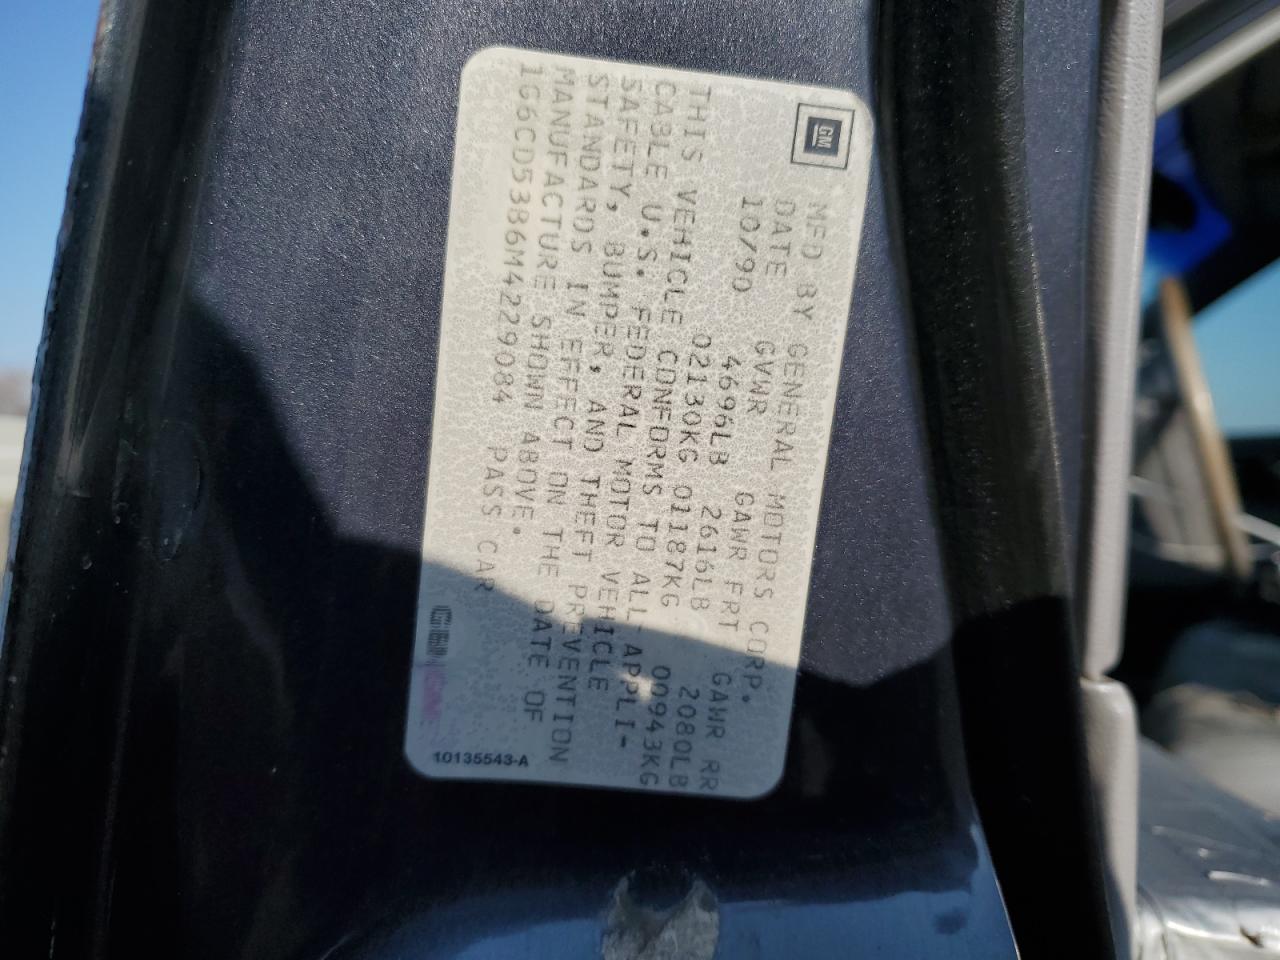 GM
MFD BY GENERAL MOTORS CORP.
DATE GVWR GAWR FRT GAWR RR
10/90 4696LB 2616LB 2080LB
02130KG 01187KG 00943KG
THIS VEHICLE CONFORMS TO ALL APPLI-
CABLE U.S. FEDERAL MOTOR VEHICLE
SAFETY, BUMPER, AND THEFT PREVENTION
STANDARDS IN EFFECT ON THE DATE OF
MANUFACTURE SHOWN ABOVE.
1G6CD5386M4229084 PASS CAR
10135543-A